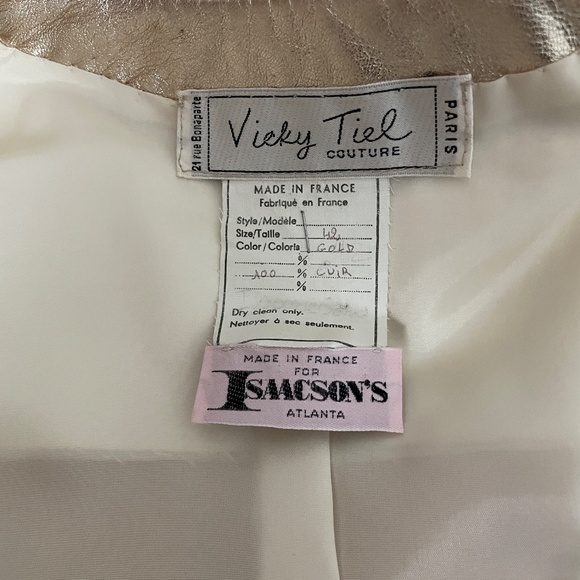 21 rue Bonaparte
Vicky Tiel
COUTURE
PARIS
MADE IN FRANCE
Fabriqué en France
Style/Modèle
Size/Taille 42
Color/Coloris GOLD
%
100 % CUIR
%
Dry clean only.
Nettoyer à sec seulement.
MADE IN FRANCE
FOR
ISAACSON'S
ATLANTA